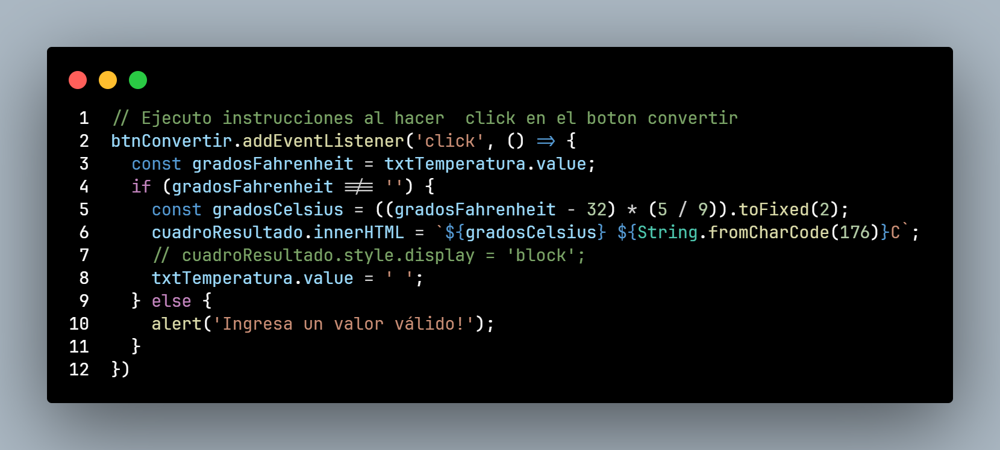 1 // Ejecuto instrucciones al hacer  click en el boton convertir
2 btnConvertir.addEventListener('click', () => {
3   const gradosFahrenheit = txtTemperatura.value;
4   if (gradosFahrenheit !== '') {
5     const gradosCelsius = ((gradosFahrenheit - 32) * (5 / 9)).toFixed(2);
6     cuadroResultado.innerHTML = `${gradosCelsius} ${String.fromCharCode(176)}C`;
7     // cuadroResultado.style.display = 'block';
8     txtTemperatura.value = ' ';
9   } else {
10     alert('Ingresa un valor válido!');
11   }
12 })